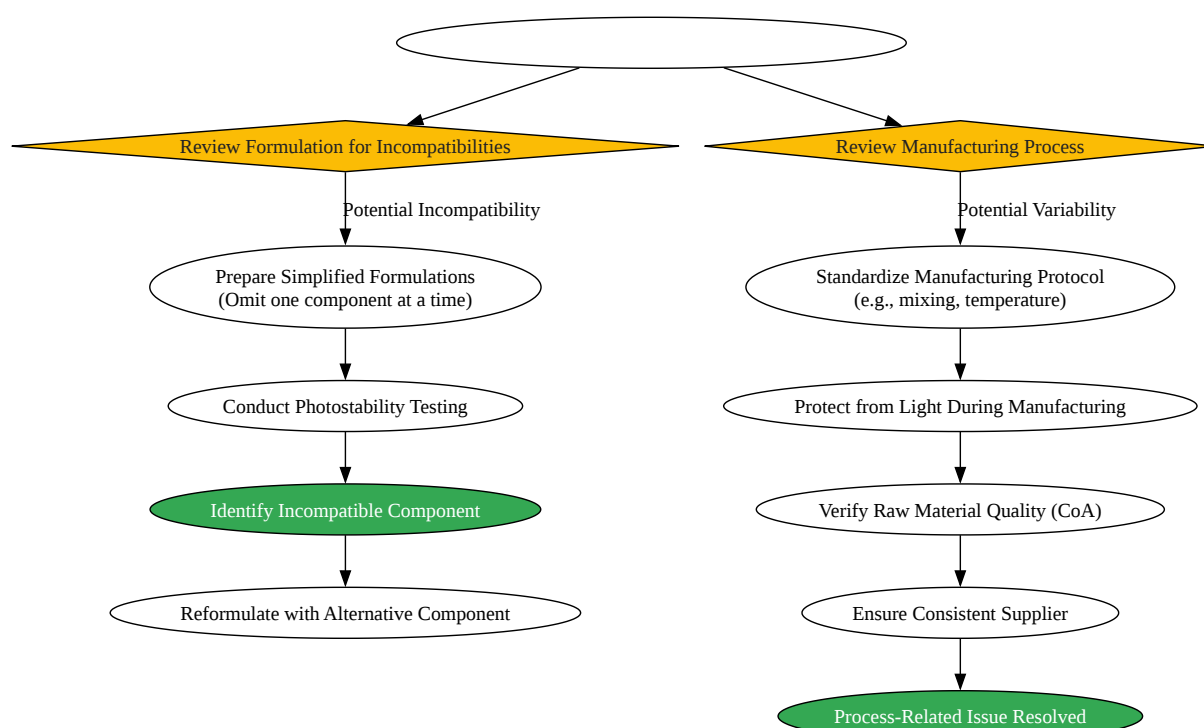 Review Formulation for Incompatibilities
Review Manufacturing Process
Potential Incompatibility
Potential Variability
Prepare Simplified Formulations
(Omit one component at a time)
Standardize Manufacturing Protocol
(e.g., mixing, temperature)
Conduct Photostability Testing
Protect from Light During Manufacturing
Identify Incompatible Component
Verify Raw Material Quality (CoA)
Reformulate with Alternative Component
Ensure Consistent Supplier
Process-Related Issue Resolved